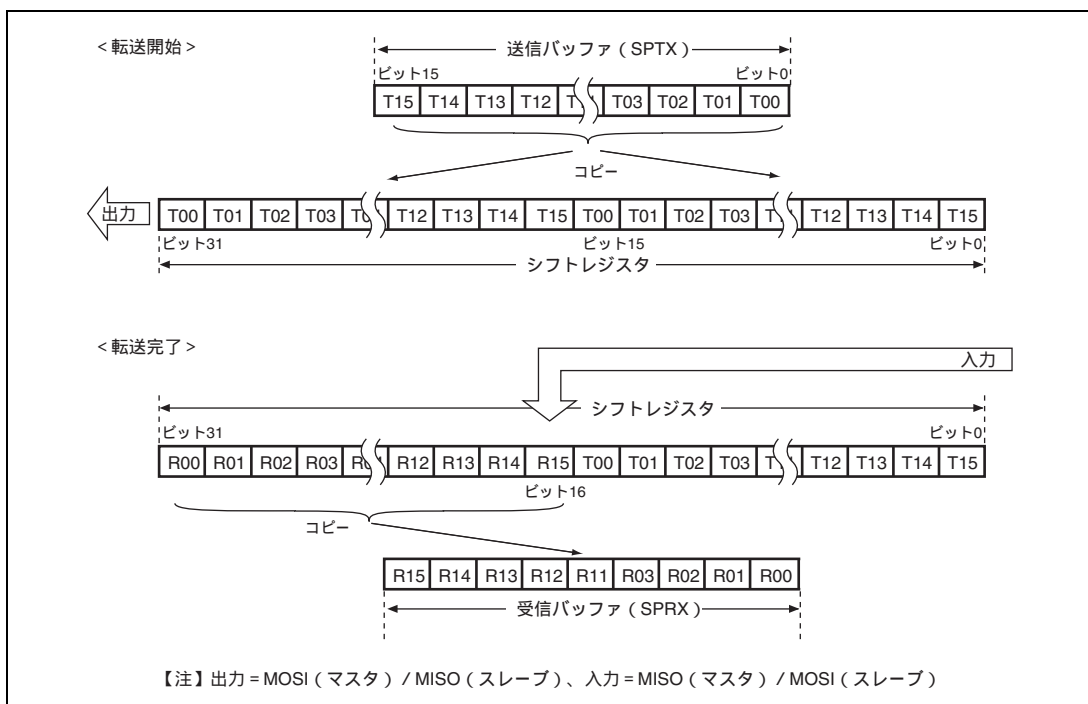 ＜転送開始＞
送信バッファ（SPTX）
ビット15 ビット0
T15 T14 T13 T12 T03 T02 T01 T00
コピー
出力
T00 T01 T02 T03 T12 T13 T14 T15 T00 T01 T02 T03 T12 T13 T14 T15
ビット31 ビット15 ビット0
シフトレジスタ
＜転送完了＞
入力
シフトレジスタ
ビット31 ビット0
R00 R01 R02 R03 R12 R13 R14 R15 T00 T01 T02 T03 T12 T13 T14 T15
ビット16
コピー
R15 R14 R13 R12 R11 R03 R02 R01 R00
受信バッファ（SPRX）
【注】出力＝MOSI（マスタ）/ MISO（スレーブ）、入力＝MISO（マスタ）/ MOSI（スレーブ）